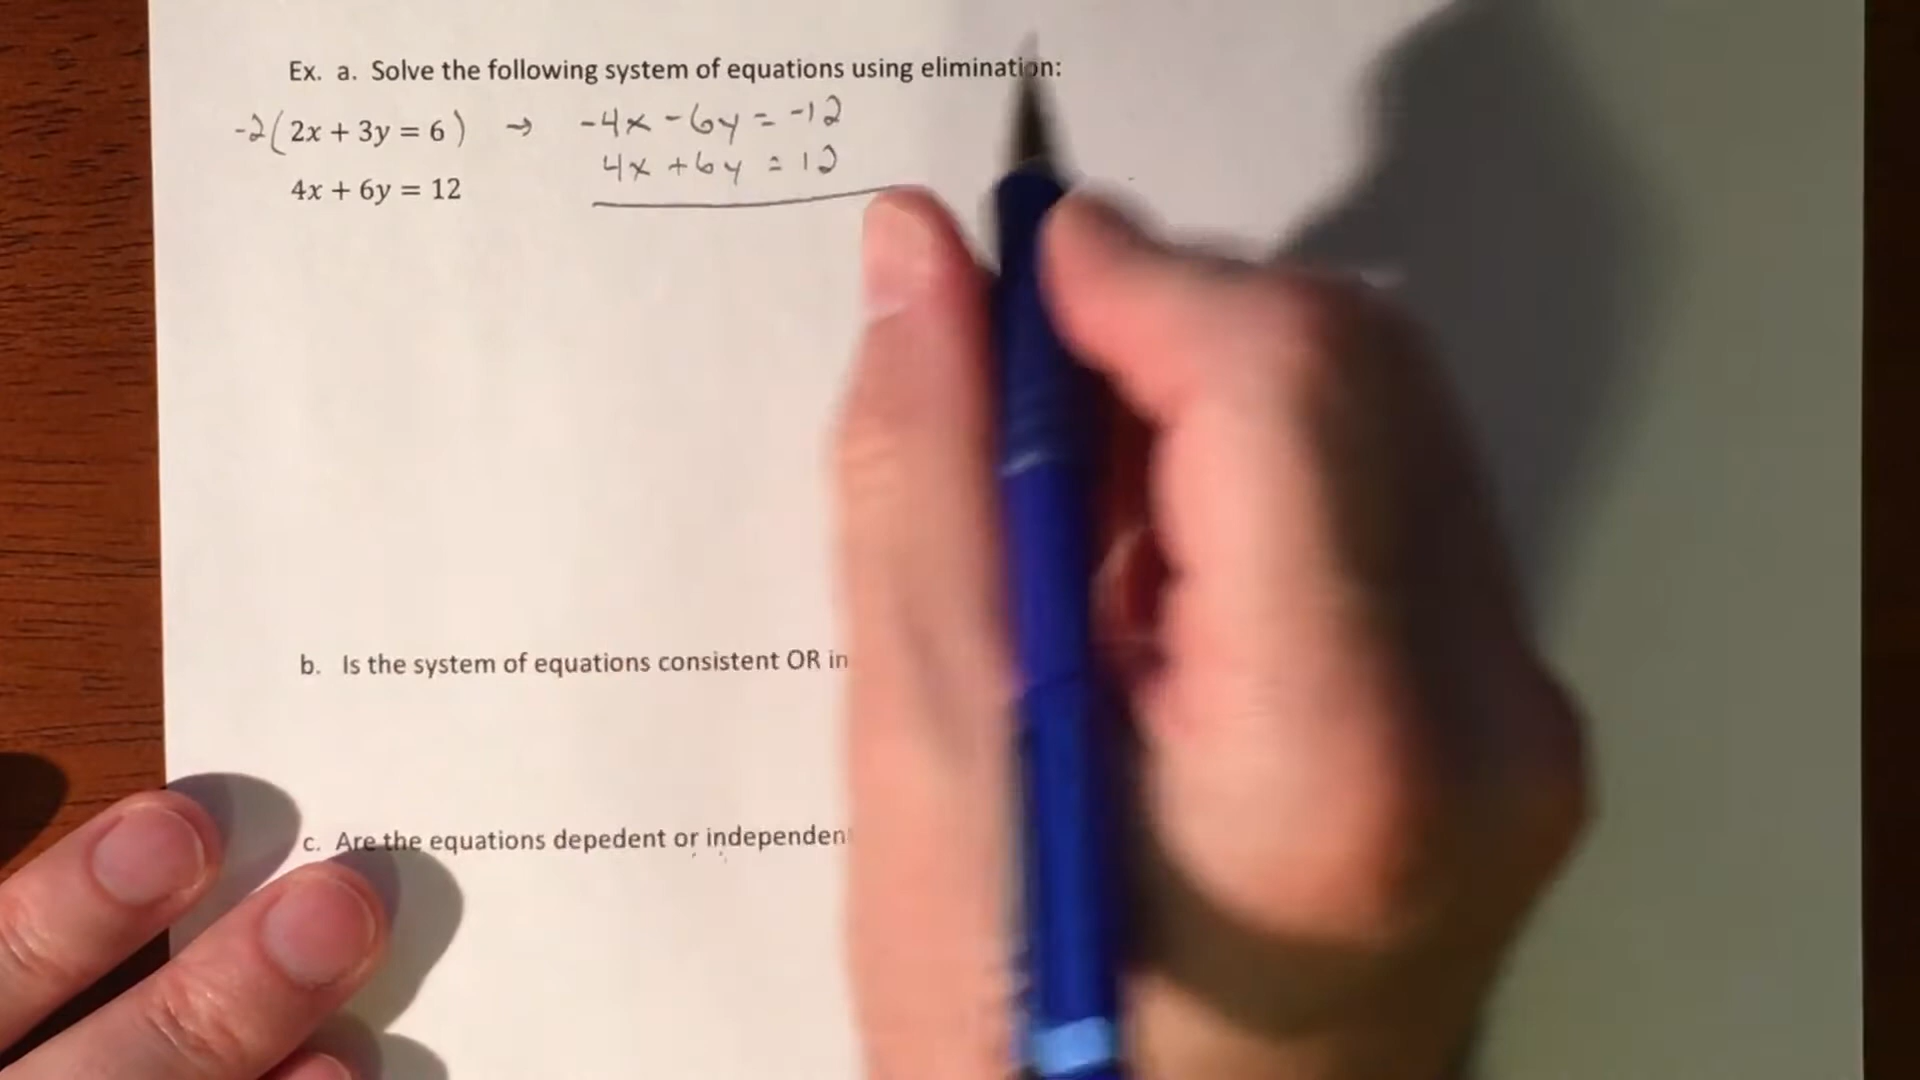 Ex. a. Solve the following system of equations using elimination:
-2(2x + 3y = 6) → -4x - 6y = -12
4x + 6y = 12
4x + 6y = 12
b. Is the system of equations consistent OR in
c. Are the equations depedent or independen